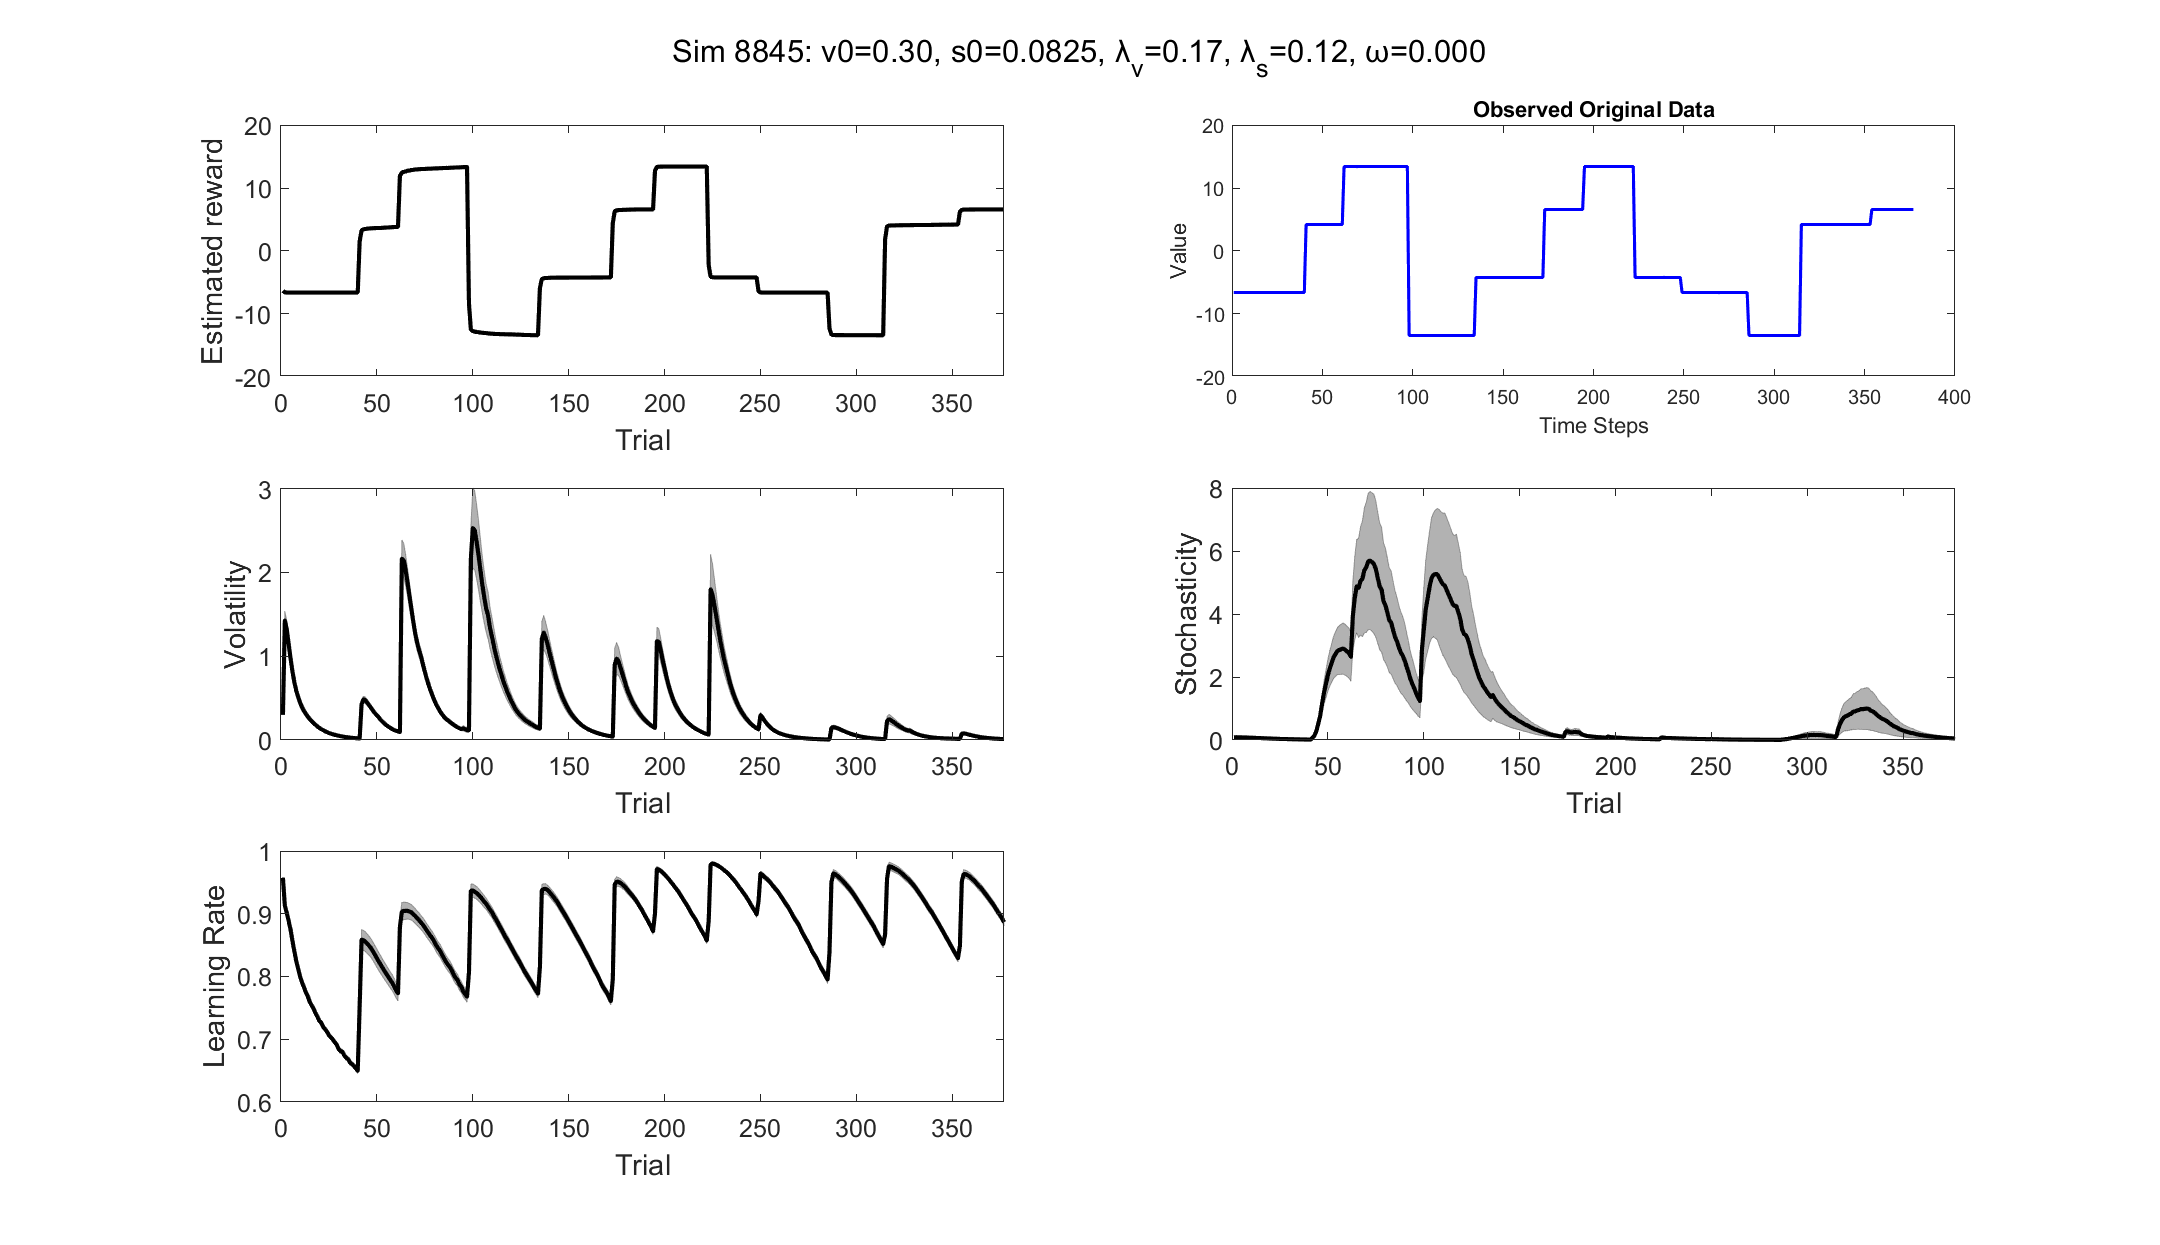 Sim 8845: v0=0.30, s0=0.0825, λ_v=0.17, λ_s=0.12, ω=0.000
Estimated reward
20
10
0
-10
-20
0 50 100 150 200 250 300 350
Trial
Observed Original Data
Value
20
10
0
-10
-20
0 50 100 150 200 250 300 350 400
Time Steps
Volatility
3
2
1
0
0 50 100 150 200 250 300 350
Trial
Stochasticity
8
6
4
2
0
0 50 100 150 200 250 300 350
Trial
Learning Rate
1
0.9
0.8
0.7
0.6
0 50 100 150 200 250 300 350
Trial